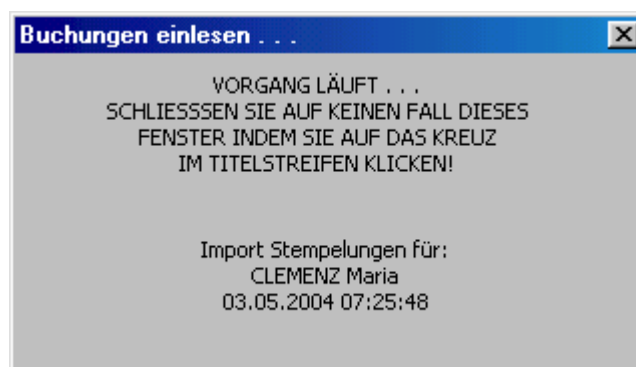 Buchungen einlesen . . .
VORGANG LÄUFT . . .
SCHLIESSSEN SIE AUF KEINEN FALL DIESES
FENSTER INDEM SIE AUF DAS KREUZ
IM TITELSTREIFEN KLICKEN!
Import Stempelungen für:
CLEMENZ Maria
03.05.2004 07:25:48